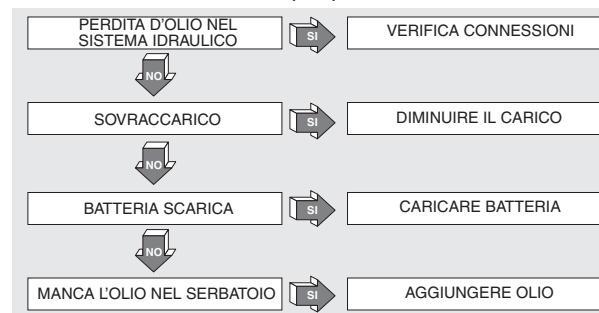 PERDITA D'OLIO NEL
SISTEMA IDRAULICO
SI
VERIFICA CONNESSIONI
NO
SOVRACCARICO
SI
DIMINUIRE IL CARICO
NO
BATTERIA SCARICA
SI
CARICARE BATTERIA
NO
MANCA L'OLIO NEL SERBATOIO
SI
AGGIUNGERE OLIO